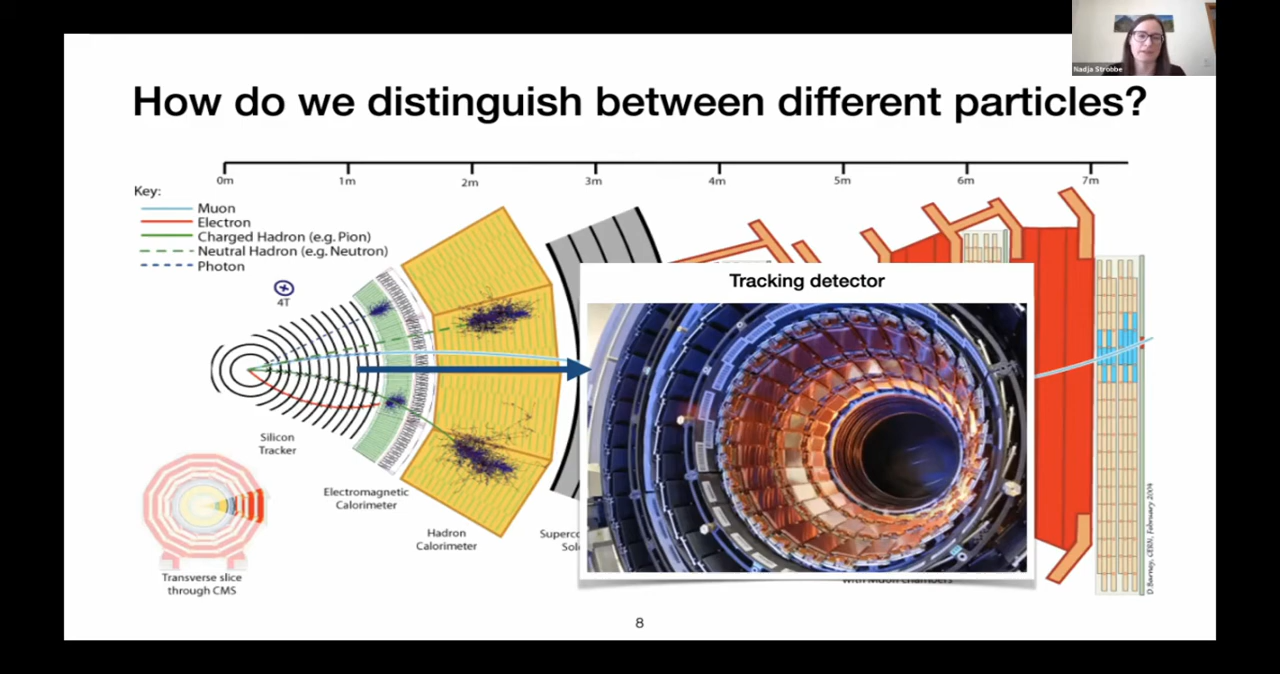 Nadja Strobbe
How do we distinguish between different particles?
0m 1m 2m 3m 4m 5m 6m 7m
Key:
Muon
Electron
Charged Hadron (e.g. Pion)
Neutral Hadron (e.g. Neutron)
Photon
4T
Tracking detector
Silicon
Tracker
Electromagnetic
Calorimeter
Hadron
Calorimeter
Superco
Sol
with Muon chambers
Transverse slice
through CMS
D. Barney, CERN, February 2004
8